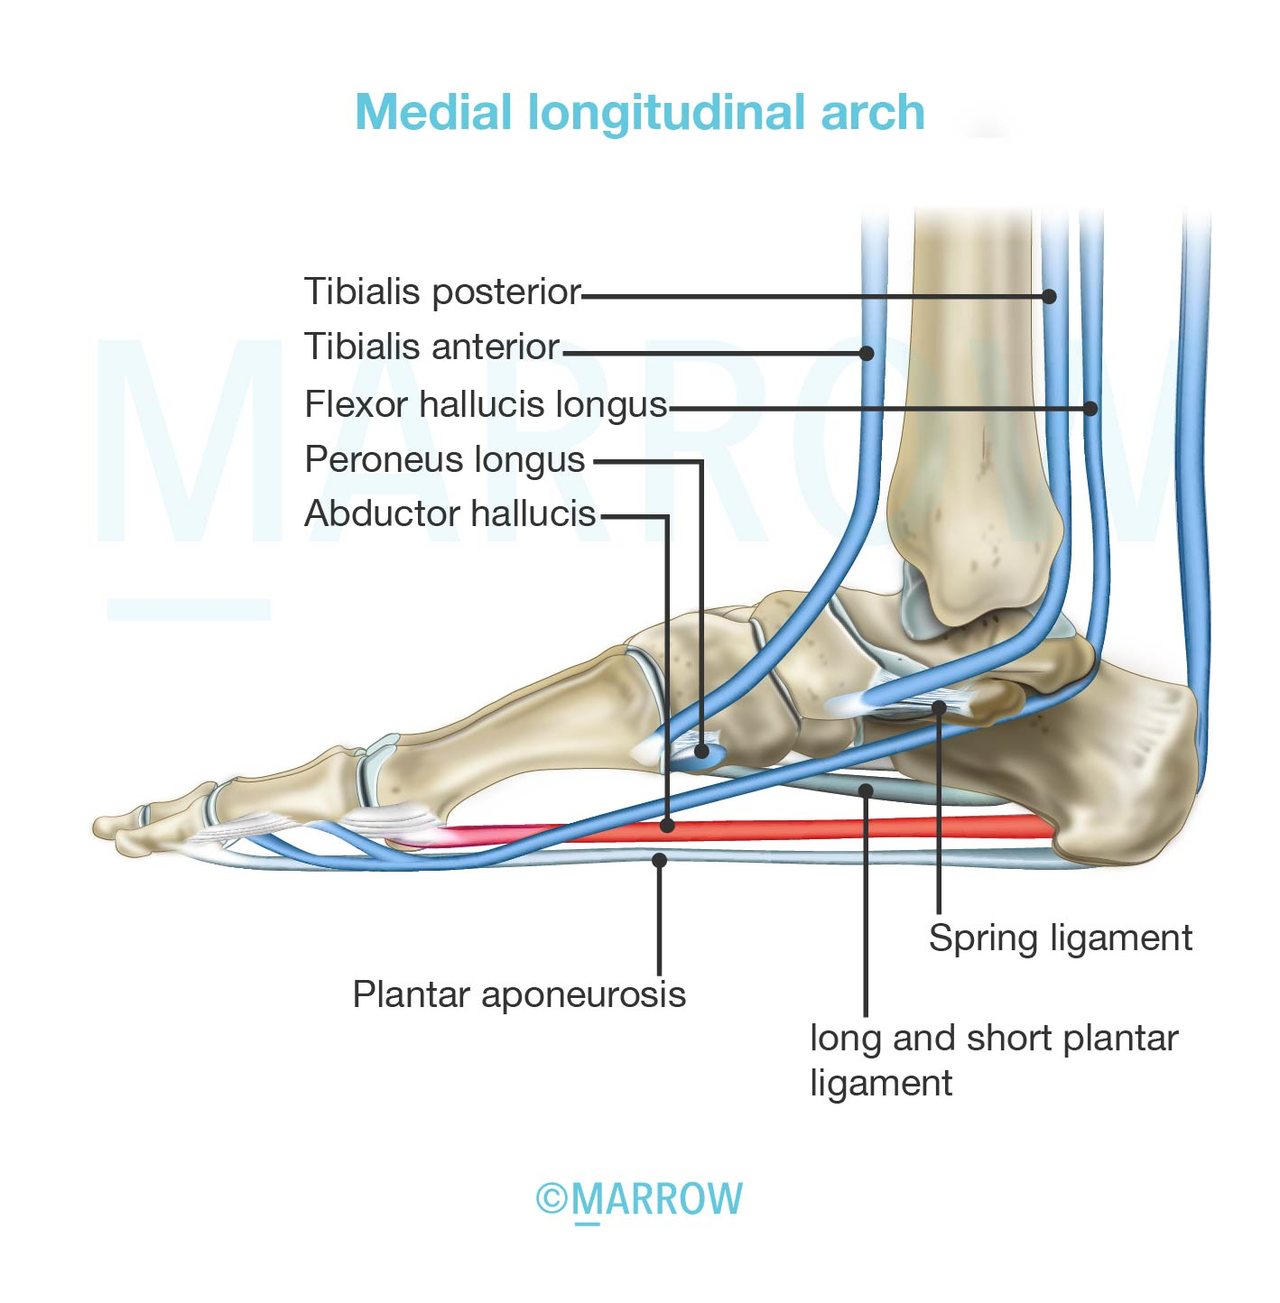 Medial longitudinal arch
Tibialis posterior
Tibialis anterior
Flexor hallucis longus
Peroneus longus
Abductor hallucis
MARROW
Spring ligament
Plantar aponeurosis
long and short plantar
ligament
©MARROW